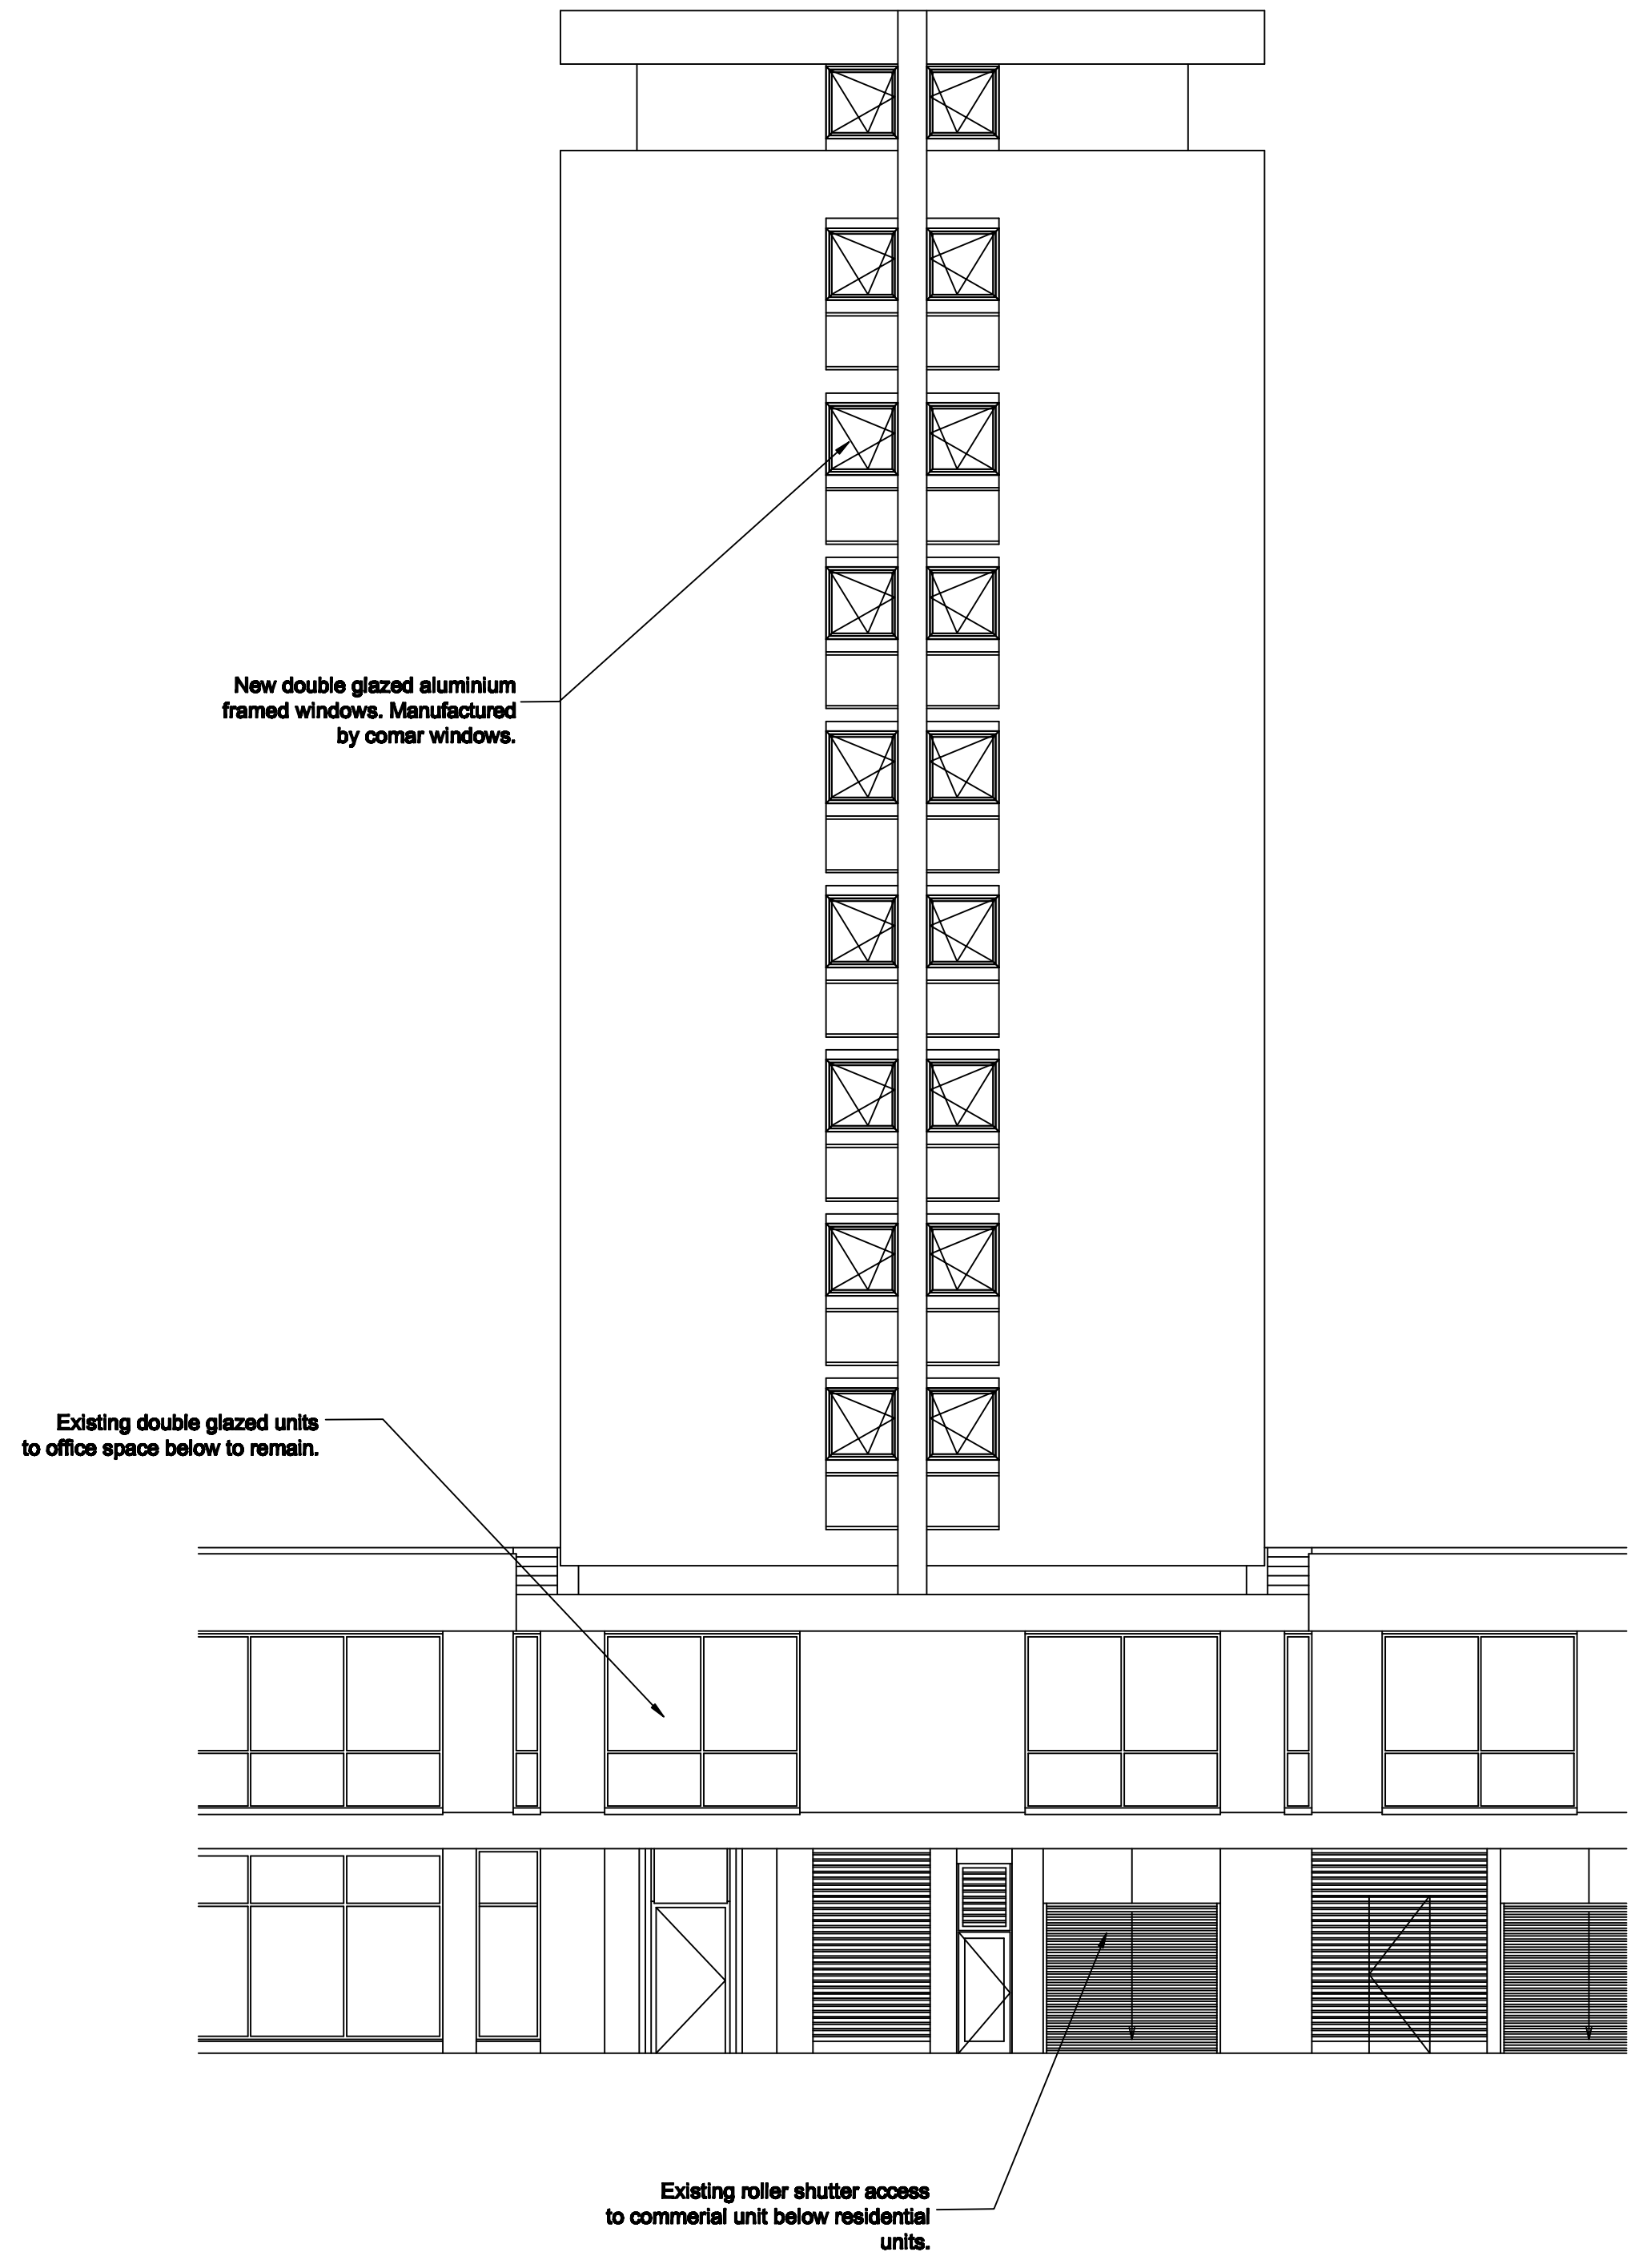 New double glazed aluminium
framed windows. Manufactured
by comar windows.
Existing double glazed units
to office space below to remain.
Existing roller shutter access
to commerial unit below residential
units.